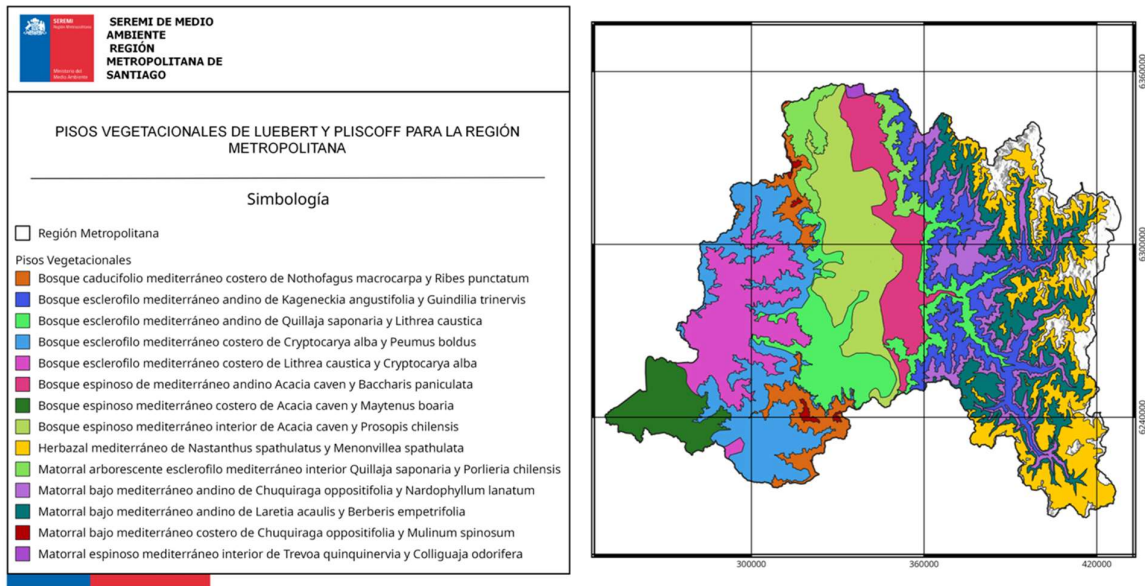 SEREMI
Región Metropolitana
Ministerio del
Medio Ambiente
SEREMI DE MEDIO
AMBIENTE
REGIÓN
METROPOLITANA DE
SANTIAGO
PISOS VEGETACIONALES DE LUEBERT Y PLISCOFF PARA LA REGIÓN
METROPOLITANA
Simbología
Región Metropolitana
Pisos Vegetacionales
Bosque caducifolio mediterráneo costero de Nothofagus macrocarpa y Ribes punctatum
Bosque esclerofilo mediterráneo andino de Kageneckia angustifolia y Guindilia trinervis
Bosque esclerofilo mediterráneo andino de Quillaja saponaria y Lithrea caustica
Bosque esclerofilo mediterráneo costero de Cryptocarya alba y Peumus boldus
Bosque esclerofilo mediterráneo costero de Lithrea caustica y Cryptocarya alba
Bosque espinoso de mediterráneo andino Acacia caven y Baccharis paniculata
Bosque espinoso mediterráneo costero de Acacia caven y Maytenus boaria
Bosque espinoso mediterráneo interior de Acacia caven y Prosopis chilensis
Herbazal mediterráneo de Nastanthus spathulatus y Menonvillea spathulata
Matorral arborescente esclerofilo mediterráneo interior Quillaja saponaria y Porlieria chilensis
Matorral bajo mediterráneo andino de Chuquiraga oppositifolia y Nardophyllum lanatum
Matorral bajo mediterráneo andino de Laretia acaulis y Berberis empetrifolia
Matorral bajo mediterráneo costero de Chuquiraga oppositifolia y Mulinum spinosum
Matorral espinoso mediterráneo interior de Trevoa quinquinervia y Colliguaja odorifera
6360000
6300000
6240000
300000
360000
420000